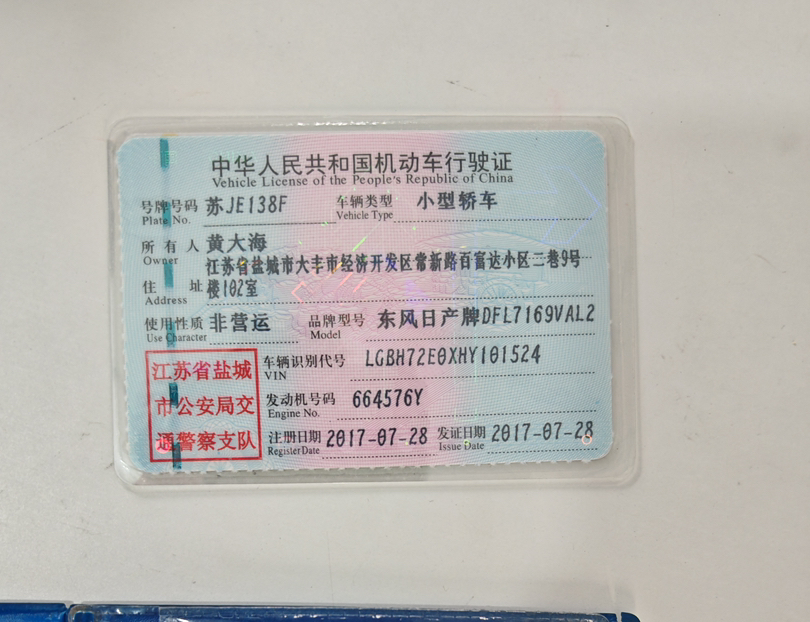 中华人民共和国机动车行驶证
Vehicle License of the People's Republic of China
号牌号码 苏JE138F 车辆类型 小型轿车
Plate No. Vehicle Type
所有人 黄大海
Owner
江苏省盐城市大丰市经济开发区常新路百富达小区二巷9号
住址 楼102室
Address
使用性质 非营运 品牌型号 东风日产牌DFL7169VAL2
Use Character Model
江苏省盐城 车辆识别代号 LGBH72E0XHY101524
VIN
市公安局交 发动机号码 664576Y
Engine No.
通警察支队 注册日期 2017-07-28 发证日期 2017-07-28
Register Date Issue Date